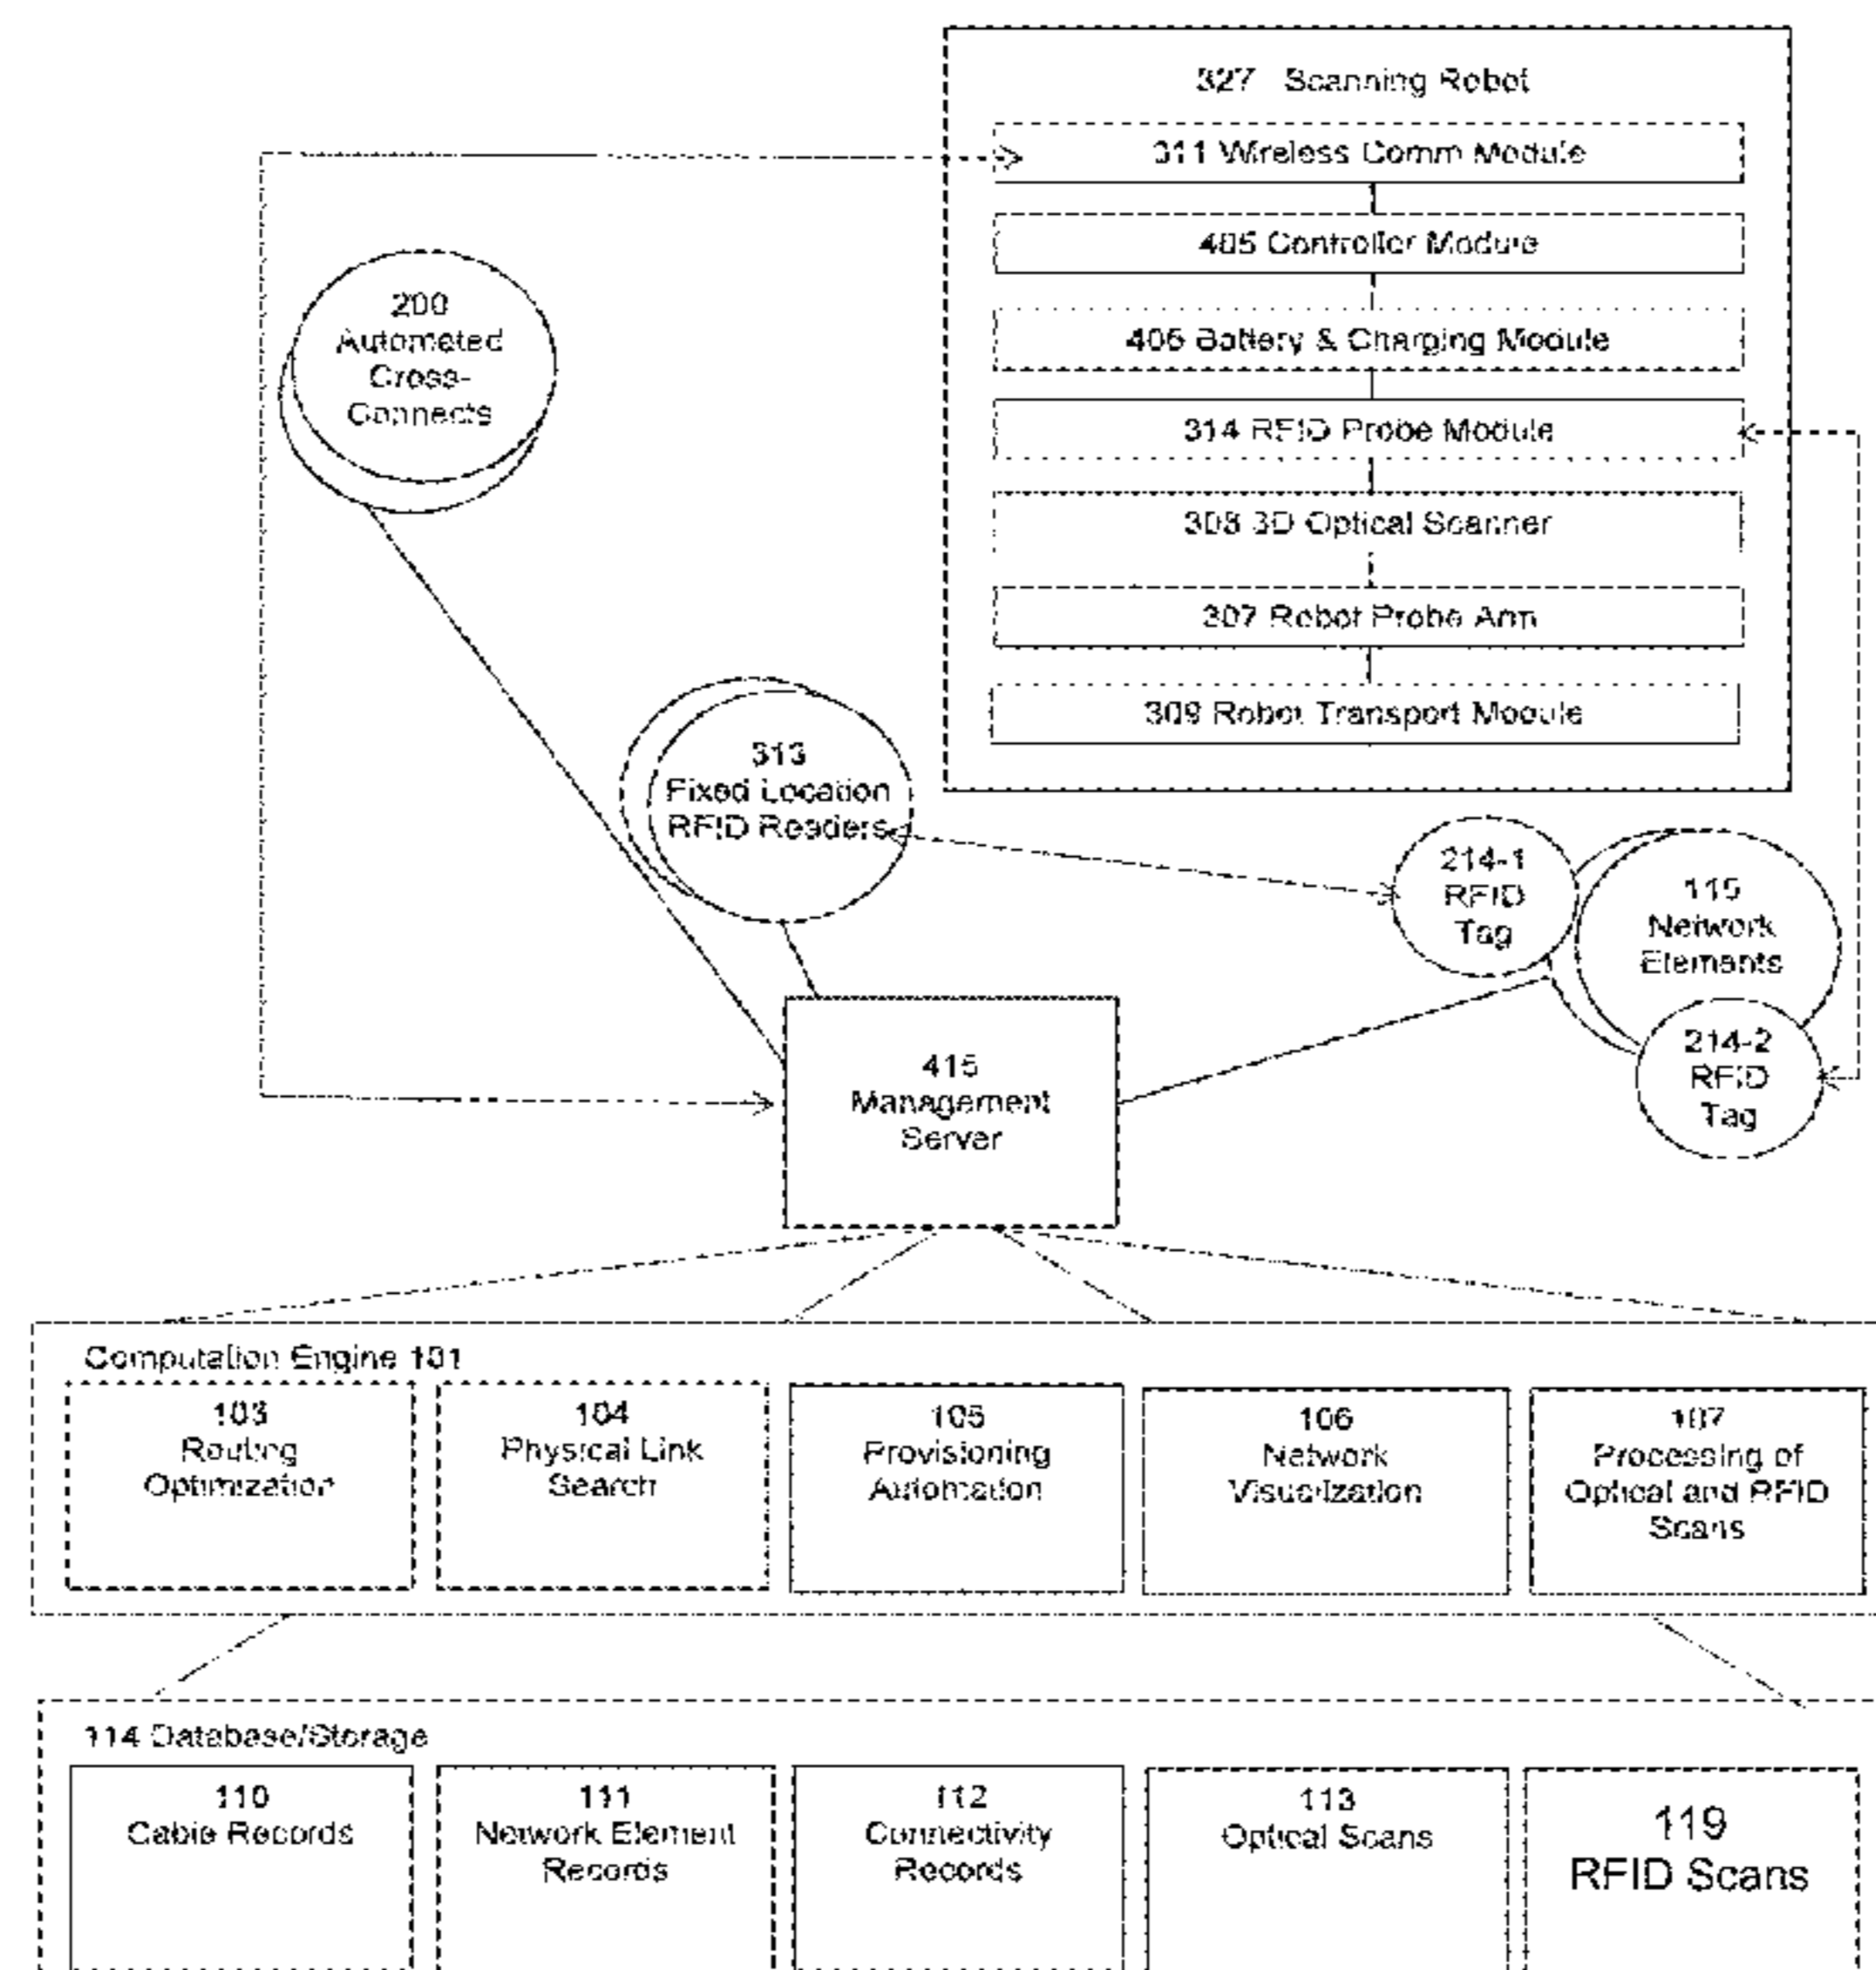 327 Scanning Robot
311 Wireless Comm Module
405 Controller Module
406 Battery & Charging Module
314 RFID Probe Module
308 3D Optical Scanner
307 Robot Probe Arm
309 Robot Transport Module
200
Automated
Cross-
Connects
313
Fixed Location
RFID Readers
214-1
RFID
Tag
115
Network
Elements
214-2
RFID
Tag
415
Management
Server
Computation Engine 101
103
Routing
Optimization
104
Physical Link
Search
105
Provisioning
Automation
106
Network
Visualization
107
Processing of
Optical and RFID
Scans
114 Database/Storage
110
Cable Records
111
Network Element
Records
112
Connectivity
Records
113
Optical Scans
119
RFID Scans